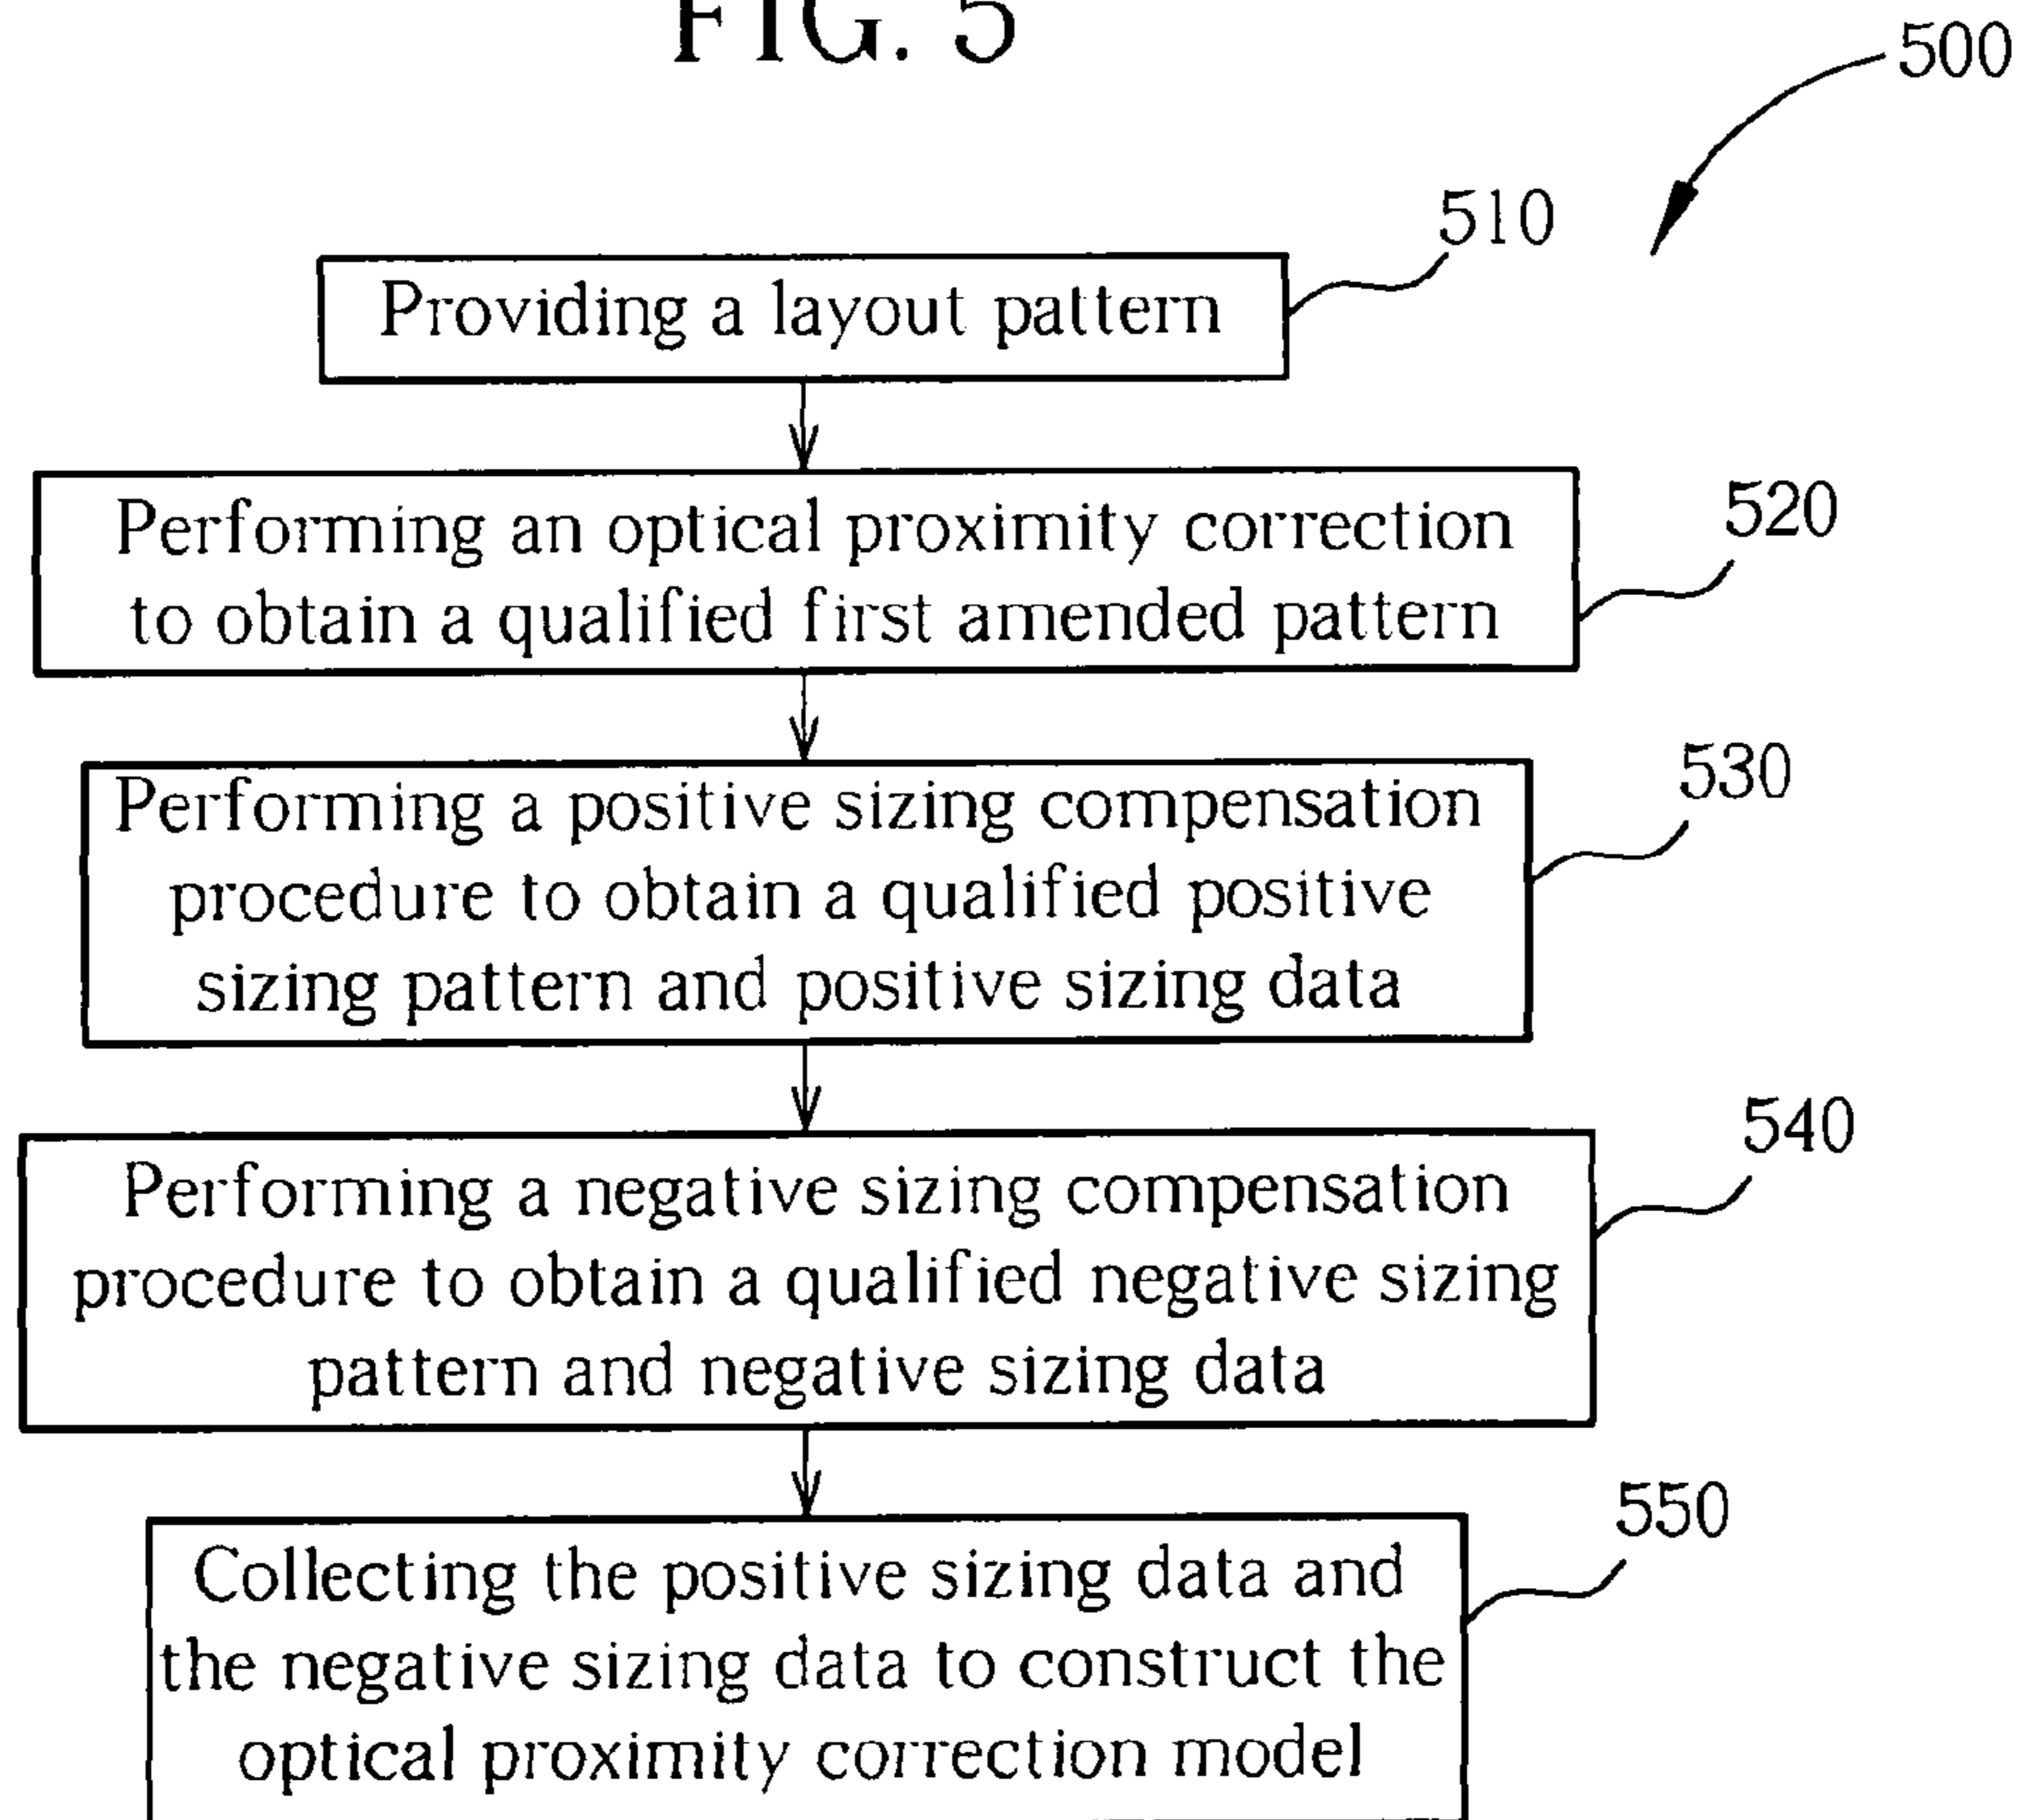 FIG. 5
500
510
Providing a layout pattern
520
Performing an optical proximity correction
to obtain a qualified first amended pattern
530
Performing a positive sizing compensation
procedure to obtain a qualified positive
sizing pattern and positive sizing data
540
Performing a negative sizing compensation
procedure to obtain a qualified negative sizing
pattern and negative sizing data
550
Collecting the positive sizing data and
the negative sizing data to construct the
optical proximity correction model